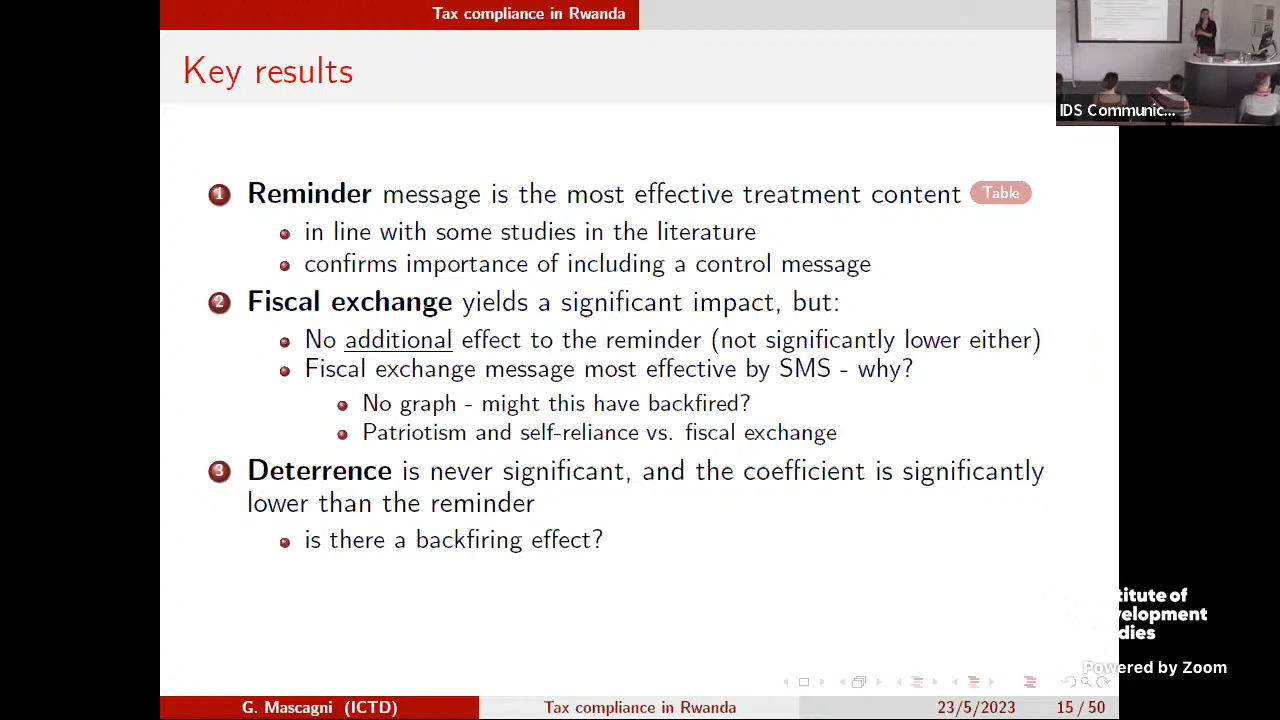 Tax compliance in Rwanda
Key results
IDS Communic...
1 Reminder message is the most effective treatment content Table
in line with some studies in the literature
confirms importance of including a control message
2 Fiscal exchange yields a significant impact, but:
No additional effect to the reminder (not significantly lower either)
Fiscal exchange message most effective by SMS - why?
No graph - might this have backfired?
Patriotism and self-reliance vs. fiscal exchange
3 Deterrence is never significant, and the coefficient is significantly
lower than the reminder
is there a backfiring effect?
titute of
velopment
dies
Powered by Zoom
G. Mascagni (ICTD) Tax compliance in Rwanda 23/5/2023 15 / 50